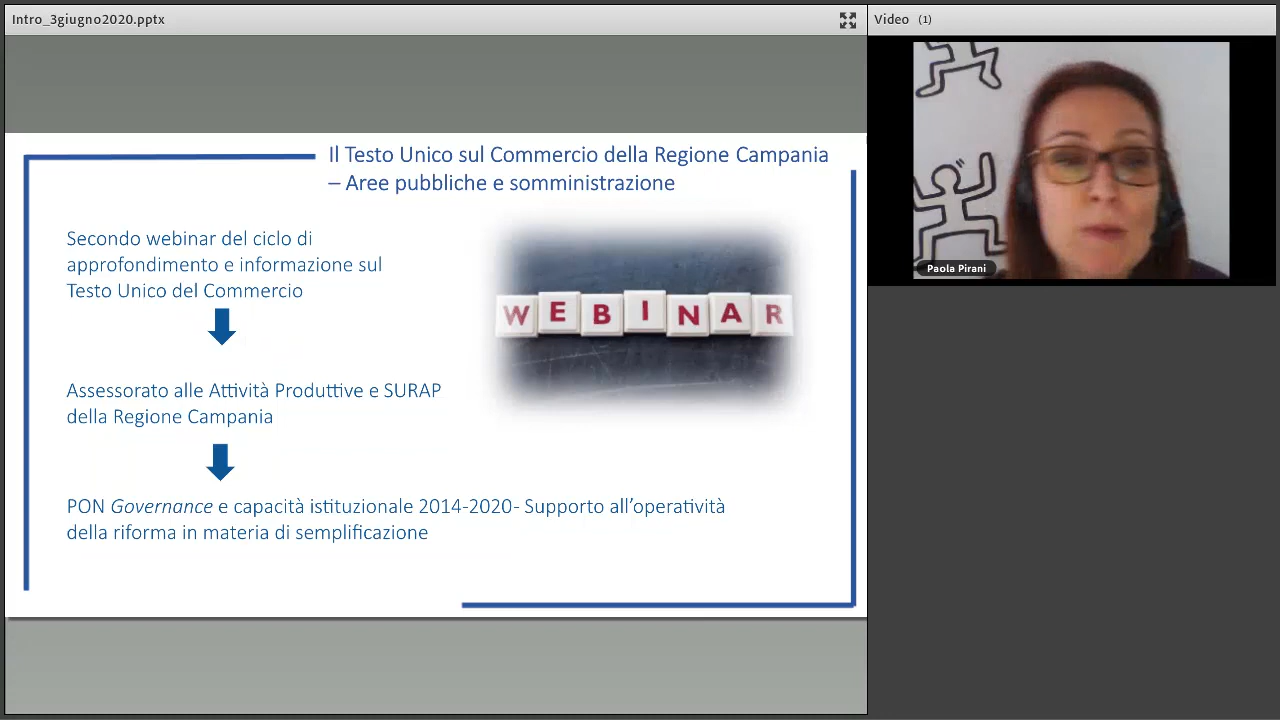 Intro_3giugno2020.pptx
Video (1)
Il Testo Unico sul Commercio della Regione Campania
– Aree pubbliche e somministrazione
Secondo webinar del ciclo di
approfondimento e informazione sul
Testo Unico del Commercio
WEBINAR
Assessorato alle Attività Produttive e SURAP
della Regione Campania
PON Governance e capacità istituzionale 2014-2020- Supporto all’operatività
della riforma in materia di semplificazione
Paola Pirani